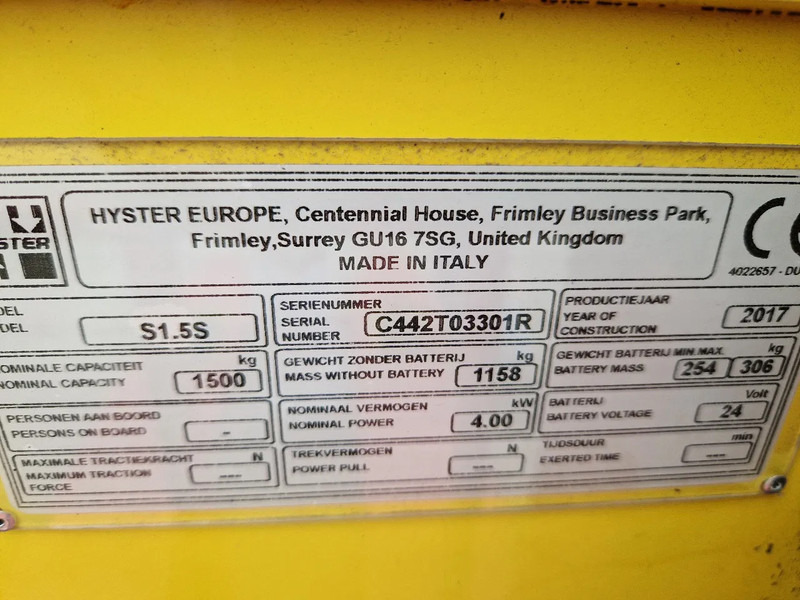 HYSTER EUROPE, Centennial House, Frimley Business Park,
Frimley,Surrey GU16 7SG, United Kingdom
MADE IN ITALY
STER
CE
4022657 - DU
DEL
DEL
S1.5S
SERIENUMMER
SERIAL
NUMBER
C442T03301R
PRODUCTIEJAAR
YEAR OF
CONSTRUCTION
2017
NOMINALE CAPACITEIT
NOMINAL CAPACITY
kg
1500
GEWICHT ZONDER BATTERIJ
MASS WITHOUT BATTERY
kg
1158
GEWICHT BATTERIJ MIN. MAX.
BATTERY MASS
kg
254
306
PERSONEN AAN BOORD
PERSONS ON BOARD
-
NOMINAAL VERMOGEN
NOMINAL POWER
kW
4.00
BATTERIJ
BATTERY VOLTAGE
Volt
24
MAXIMALE TRACTIEKRACHT
MAXIMUM TRACTION
FORCE
N
---
TREKVERMOGEN
POWER PULL
N
---
TIJDSDUUR
EXERTED TIME
min
---